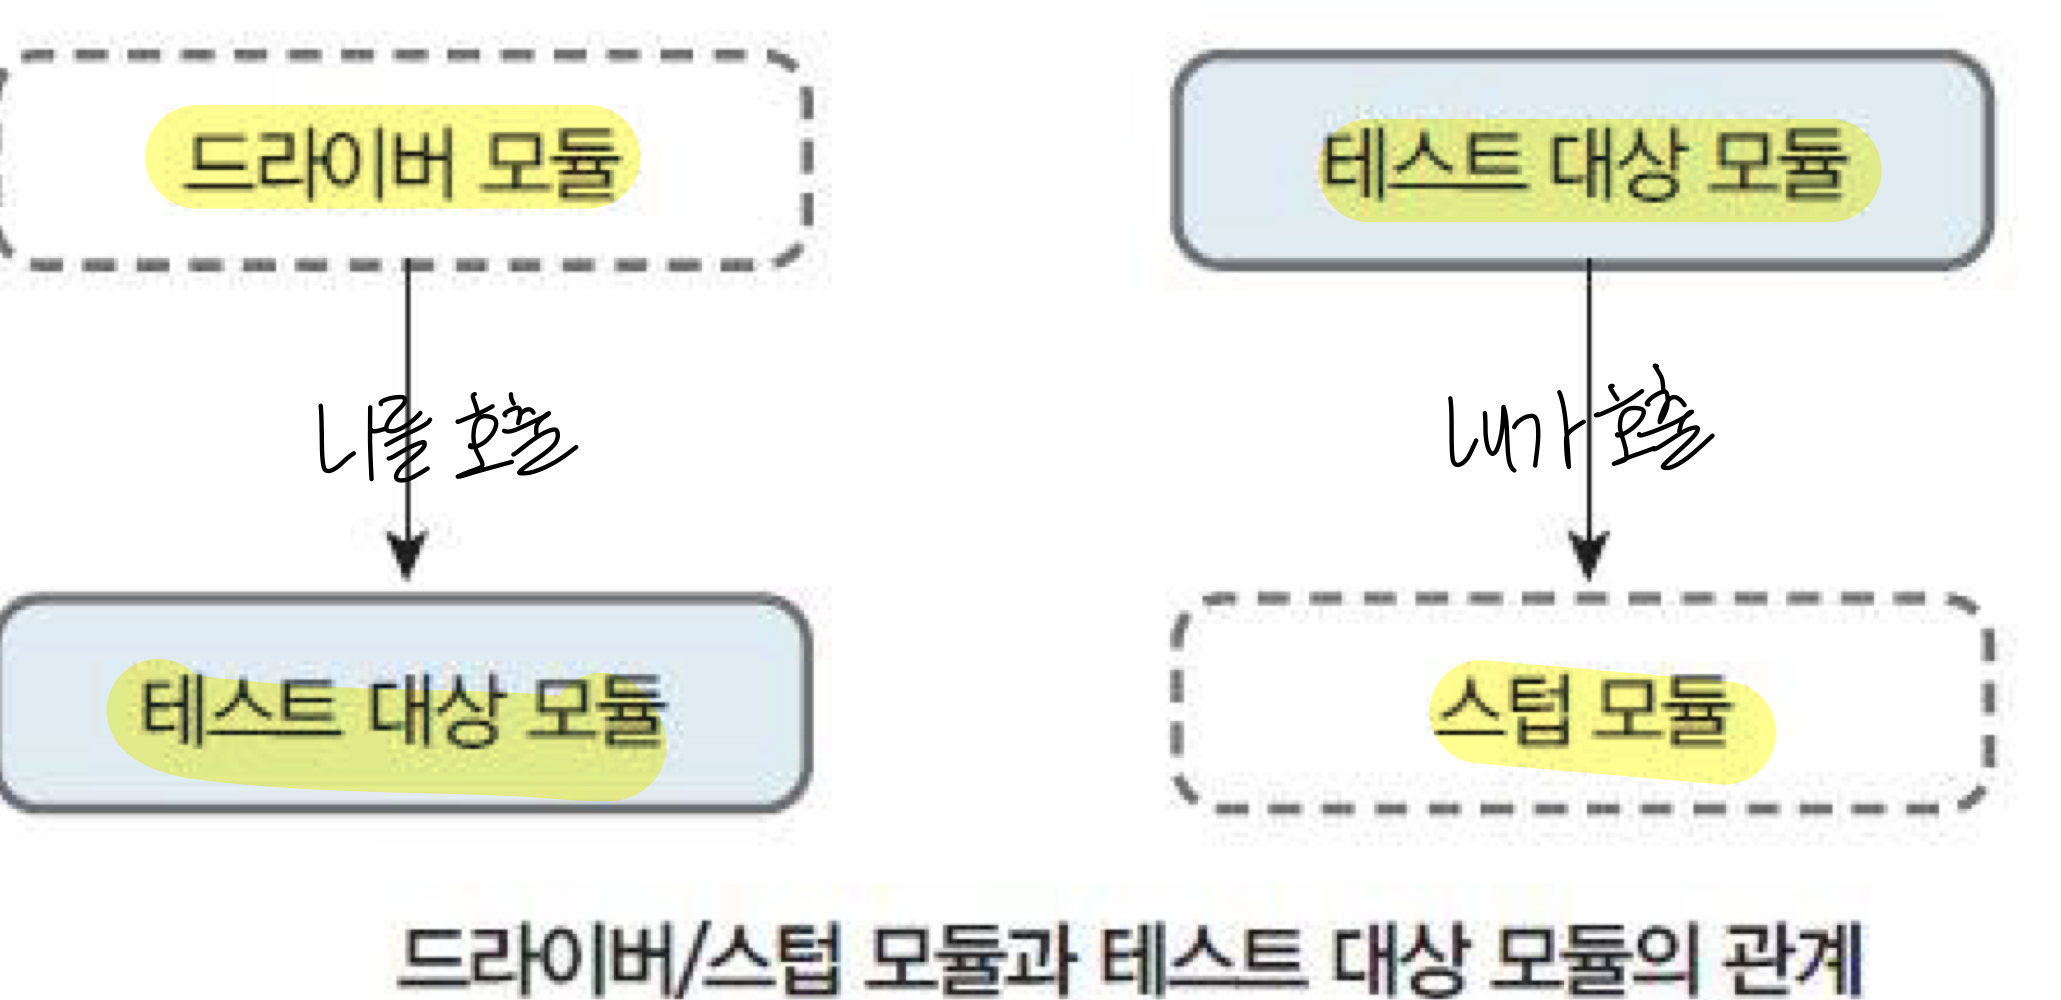 드라이버 모듈
테스트 대상 모듈
나를 호출
내가 호출
테스트 대상 모듈
스텁 모듈
드라이버/스텁 모듈과 테스트 대상 모듈의 관계